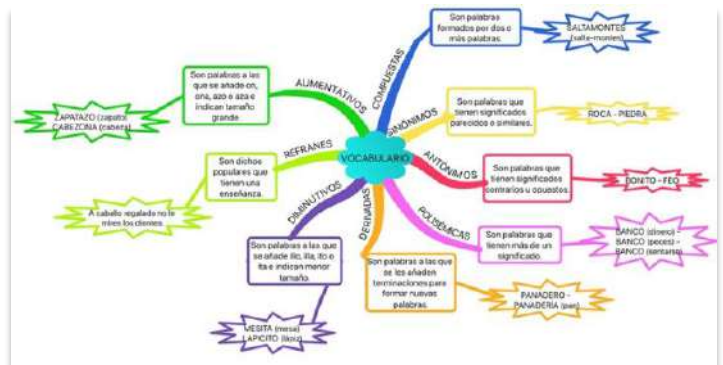 VOCABULARIO
COMPUESTAS
Son palabras
formadas por dos o
más palabras.
SALTAMONTES
(salta-montes)
SINÓNIMOS
Son palabras que
tienen significados
parecidos o similares.
ROCA - PIEDRA
ANTÓNIMOS
Son palabras que
tienen significados
contrarios u opuestos.
BONITO - FEO
POLISÉMICAS
Son palabras que
tienen más de un
significado.
BANCO (dinero) -
BANCO (peces) -
BANCO (sentarse)
DERIVADAS
Son palabras a las que
se les añaden
terminaciones para
formar nuevas
palabras.
PANADERO -
PANADERÍA (pan)
DIMINUTIVOS
Son palabras a las que
se añade illo, illa, ito o
ita e indican menor
tamaño.
MESITA (mesa)
LAPICITO (lápiz)
REFRANES
Son dichos
populares que
tienen una
enseñanza.
A caballo regalado no le
mires los dientes.
AUMENTATIVOS
Son palabras a las
que se añade on,
ona, azo o aza e
indican tamaño
grande.
ZAPATAZO (zapato)
CABEZONA (cabeza)